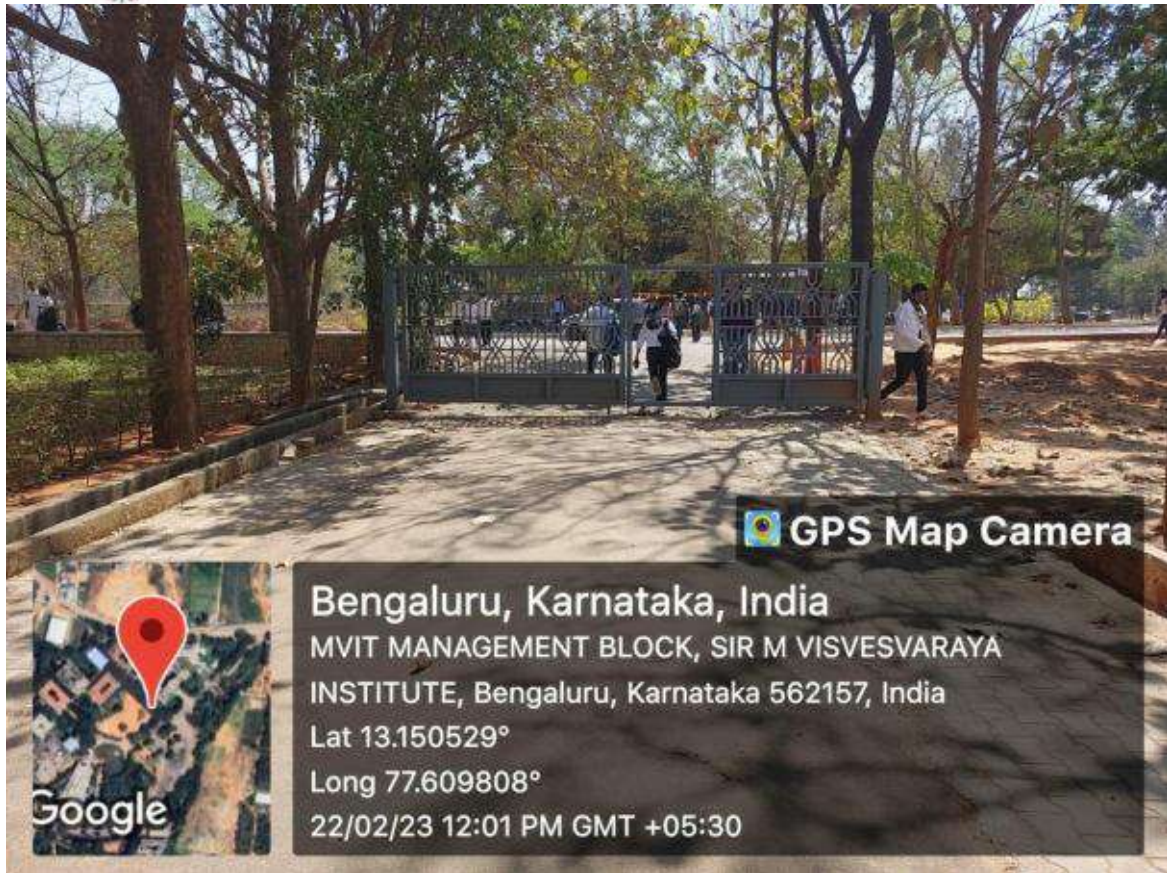 GPS Map Camera
Bengaluru, Karnataka, India
MVIT MANAGEMENT BLOCK, SIR M VISVESVARAYA
INSTITUTE, Bengaluru, Karnataka 562157, India
Lat 13.150529°
Long 77.609808°
22/02/23 12:01 PM GMT +05:30
Google